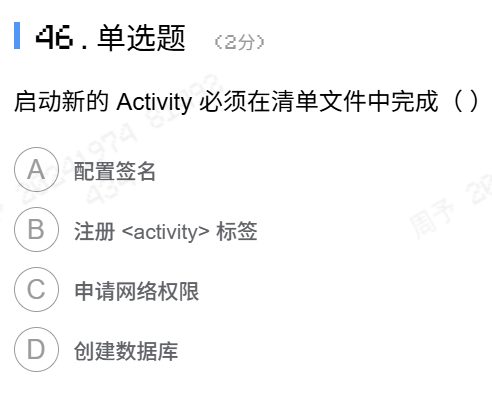 46.单选题 (2分)
启动新的 Activity 必须在清单文件中完成（ ）
A 配置签名
B 注册 <activity> 标签
C 申请网络权限
D 创建数据库